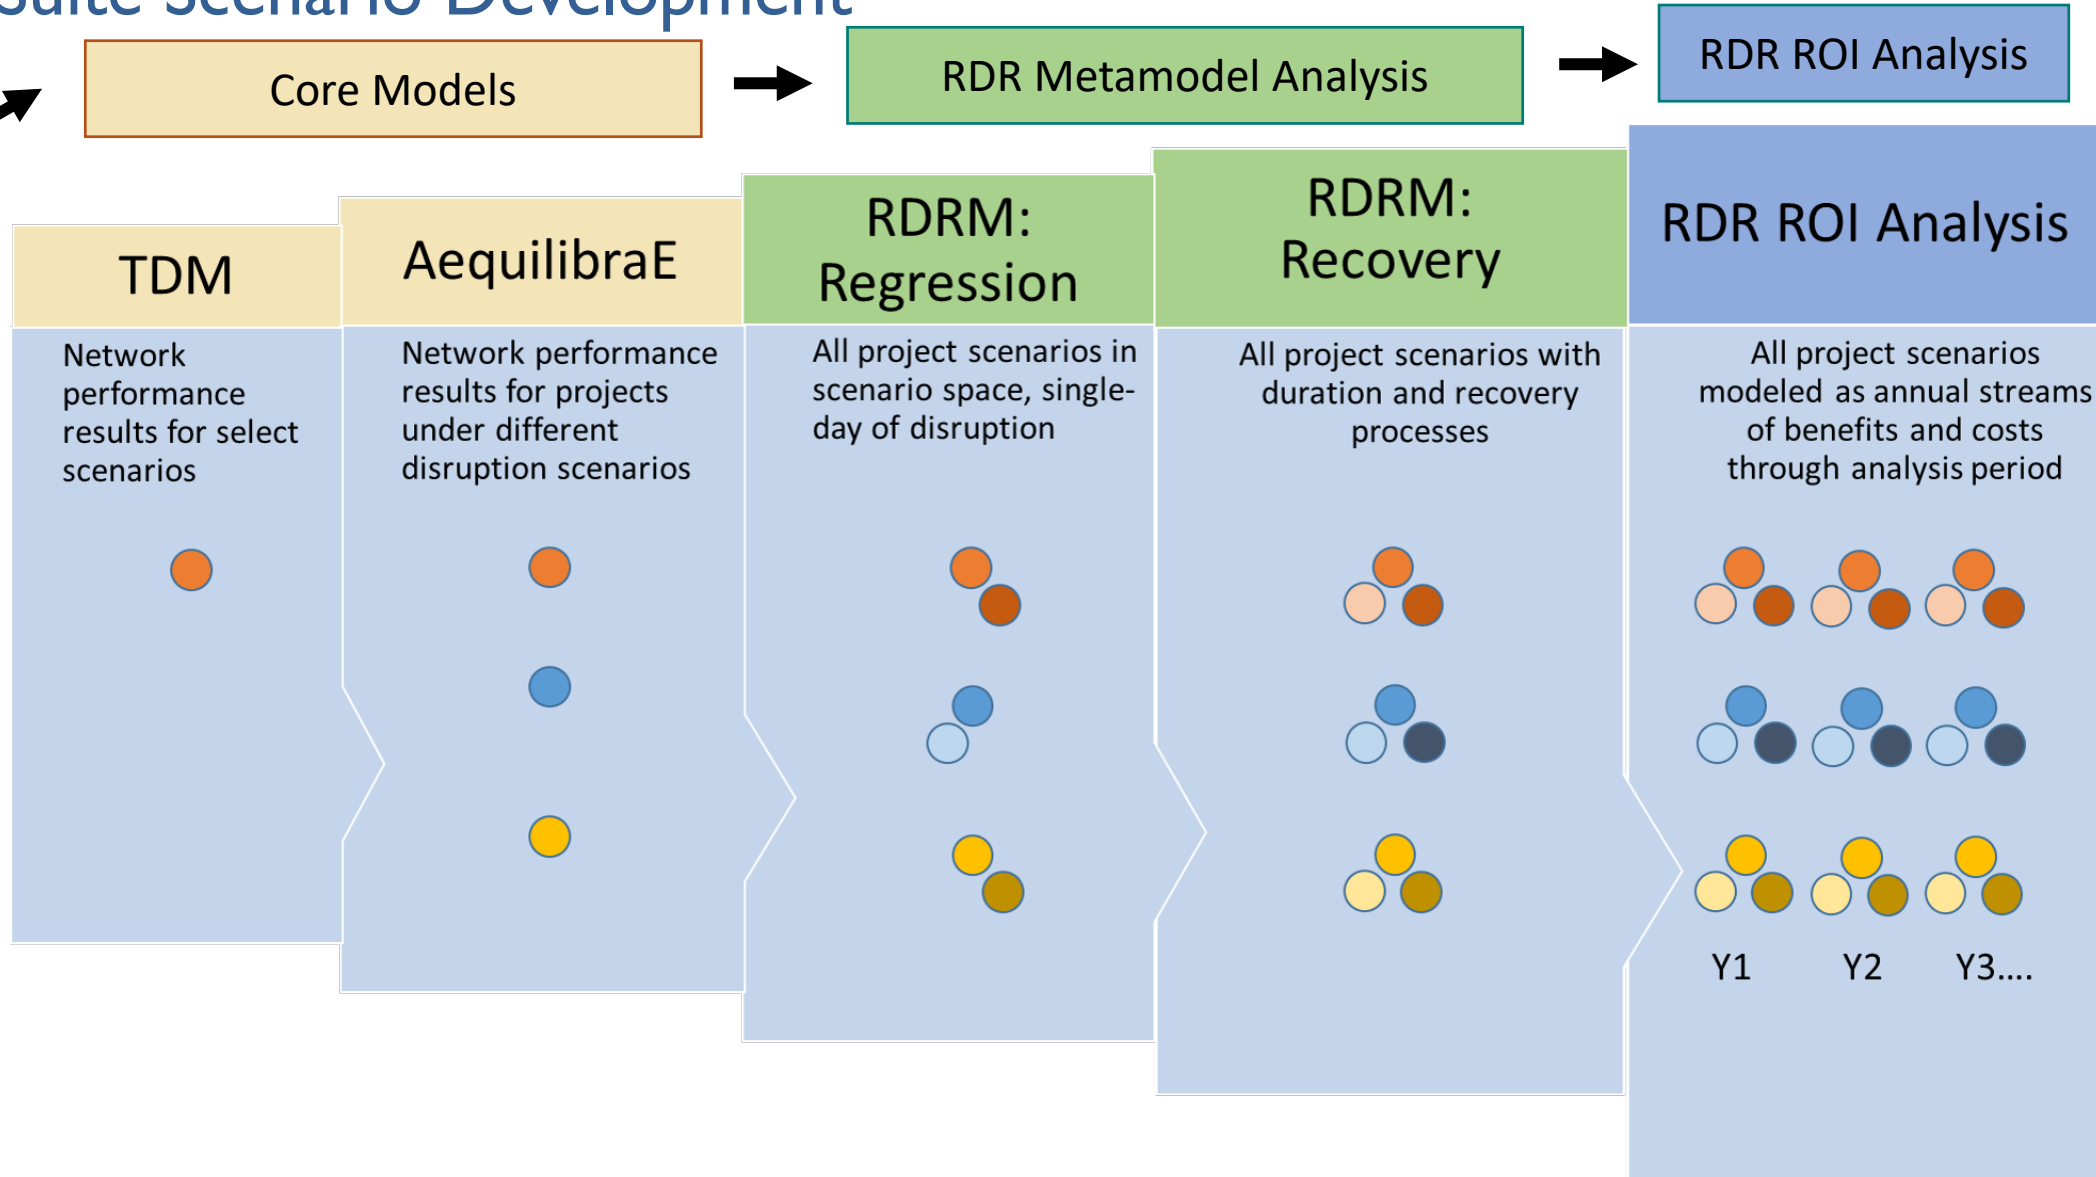 Suite Scenario Development
Core Models
RDR Metamodel Analysis
RDR ROI Analysis
TDM
AequilibraE
RDRM:
Regression
RDRM:
Recovery
RDR ROI Analysis
Network
performance
results for select
scenarios
Network performance
results for projects
under different
disruption scenarios
All project scenarios in
scenario space, single-
day of disruption
All project scenarios with
duration and recovery
processes
All project scenarios
modeled as annual streams
of benefits and costs
through analysis period
Y1
Y2
Y3....